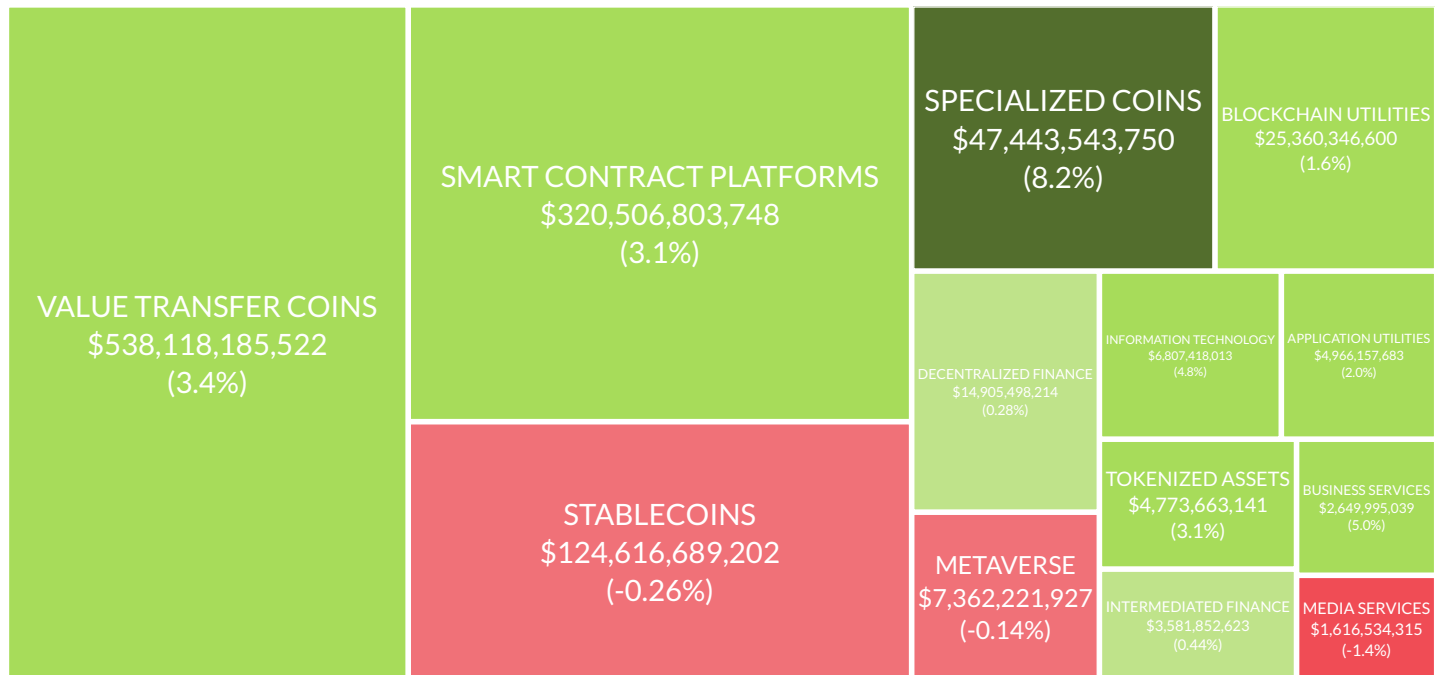 VALUE TRANSFER COINS
$538,118,185,522
(3.4%)
SMART CONTRACT PLATFORMS
$320,506,803,748
(3.1%)
STABLECOINS
$124,616,689,202
(-0.26%)
SPECIALIZED COINS
$47,443,543,750
(8.2%)
BLOCKCHAIN UTILITIES
$25,360,346,600
(1.6%)
DECENTRALIZED FINANCE
$14,905,498,214
(0.28%)
METAVERSE
$7,362,221,927
(-0.14%)
INFORMATION TECHNOLOGY
$6,807,418,013
(4.8%)
APPLICATION UTILITIES
$4,966,157,683
(2.0%)
TOKENIZED ASSETS
$4,773,663,141
(3.1%)
BUSINESS SERVICES
$2,649,995,039
(5.0%)
INTERMEDIATED FINANCE
$3,581,852,623
(0.44%)
MEDIA SERVICES
$1,616,534,315
(-1.4%)